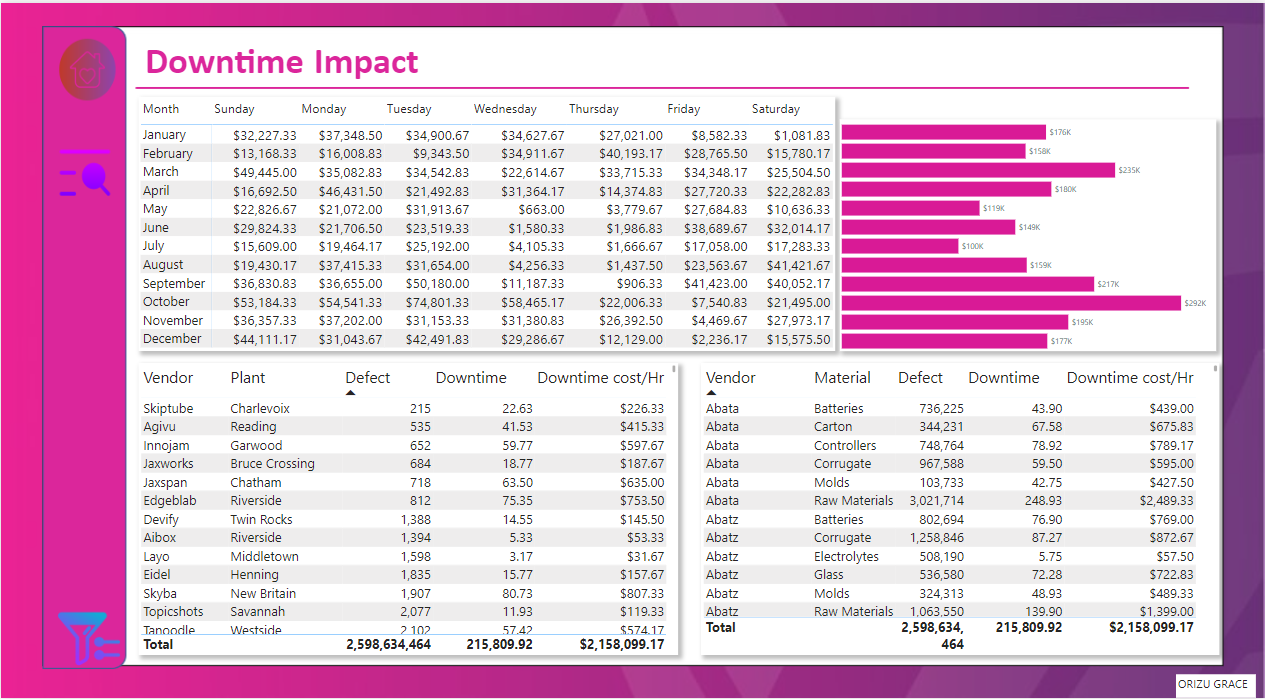 Downtime Impact
Month Sunday Monday Tuesday Wednesday Thursday Friday Saturday
January $32,227.33 $37,348.50 $34,900.67 $34,627.67 $27,021.00 $8,582.33 $1,081.83
February $13,168.33 $16,008.83 $9,343.50 $34,911.67 $40,193.17 $28,765.50 $15,780.17
March $49,445.00 $35,082.83 $34,542.83 $22,614.67 $33,715.33 $34,348.17 $25,504.50
April $16,692.50 $46,431.50 $21,492.83 $31,364.17 $14,374.83 $27,720.33 $22,282.83
May $22,826.67 $21,072.00 $31,913.67 $663.00 $3,779.67 $27,684.83 $10,636.33
June $29,824.33 $21,706.50 $23,519.33 $1,580.33 $1,986.83 $38,689.67 $32,014.17
July $15,609.00 $19,464.17 $25,192.00 $4,105.33 $1,666.67 $17,058.00 $17,283.33
August $19,430.17 $37,415.33 $31,654.00 $4,256.33 $1,437.50 $23,563.67 $41,421.67
September $36,830.83 $36,655.00 $50,180.00 $11,187.33 $906.33 $41,423.00 $40,052.17
October $53,184.33 $54,541.33 $74,801.33 $58,465.17 $22,006.33 $7,540.83 $21,495.00
November $36,357.33 $37,202.00 $31,153.33 $31,380.83 $26,392.50 $4,469.67 $27,973.17
December $44,111.17 $31,043.67 $42,491.83 $29,286.67 $12,129.00 $2,236.17 $15,575.50
$176K
$158K
$235K
$180K
$119K
$149K
$100K
$159K
$217K
$292K
$195K
$177K
Vendor Plant Defect Downtime Downtime cost/Hr
Skiptube Charlevoix 215 22.63 $226.33
Agivu Reading 535 41.53 $415.33
Innojam Garwood 652 59.77 $597.67
Jaxworks Bruce Crossing 684 18.77 $187.67
Jaxspan Chatham 718 63.50 $635.00
Edgeblab Riverside 812 75.35 $753.50
Devify Twin Rocks 1,388 14.55 $145.50
Aibox Riverside 1,394 5.33 $53.33
Layo Middletown 1,598 3.17 $31.67
Eidel Henning 1,835 15.77 $157.67
Skyba New Britain 1,907 80.73 $807.33
Topicshots Savannah 2,077 11.93 $119.33
Tanoodle Westside 2,102 57.42 $574.17
Total 2,598,634,464 215,809.92 $2,158,099.17
Vendor Material Defect Downtime Downtime cost/Hr
Abata Batteries 736,225 43.90 $439.00
Abata Carton 344,231 67.58 $675.83
Abata Controllers 748,764 78.92 $789.17
Abata Corrugate 967,588 59.50 $595.00
Abata Molds 103,733 42.75 $427.50
Abata Raw Materials 3,021,714 248.93 $2,489.33
Abatz Batteries 802,694 76.90 $769.00
Abatz Corrugate 1,258,846 87.27 $872.67
Abatz Electrolytes 508,190 5.75 $57.50
Abatz Glass 536,580 72.28 $722.83
Abatz Molds 324,313 48.93 $489.33
Abatz Raw Materials 1,063,550 139.90 $1,399.00
Total 2,598,634, 215,809.92 $2,158,099.17
464
ORIZU GRACE